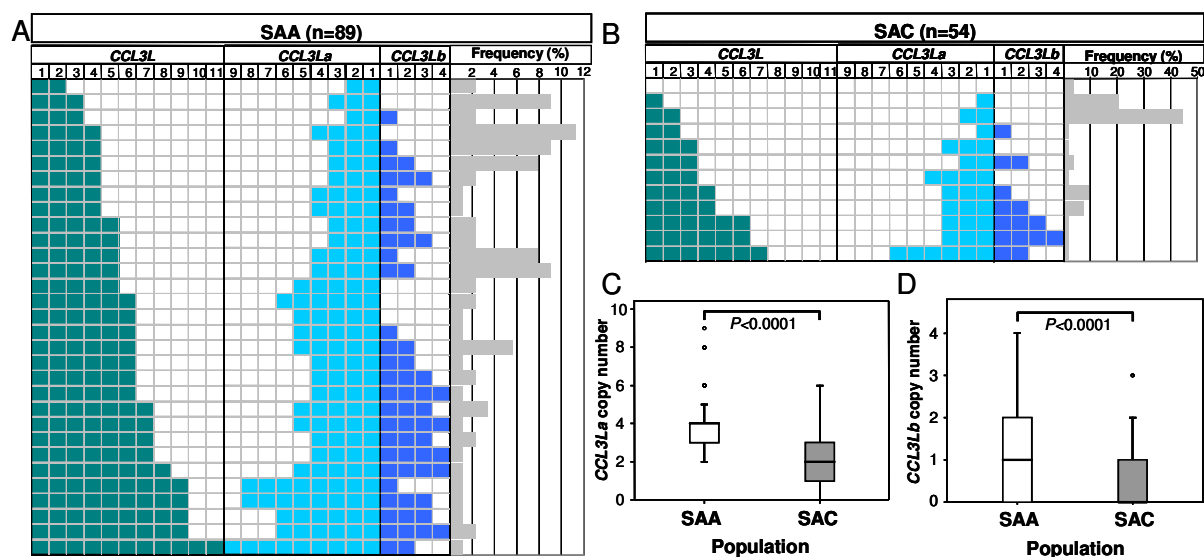 A
SAA (n=89)
CCL3L CCL3La CCL3Lb Frequency (%)
1 2 3 4 5 6 7 8 9 10 11 9 8 7 6 5 4 3 2 1 1 2 3 4 2 4 6 8 10 12
B
SAC (n=54)
CCL3L CCL3La CCL3Lb Frequency (%)
1 2 3 4 5 6 7 8 9 10 11 9 8 7 6 5 4 3 2 1 1 2 3 4 10 20 30 40 50
C
CCL3La copy number
10
8
6
4
2
0
P<0.0001
SAA SAC
Population
D
CCL3Lb copy number
4
3
2
1
0
P<0.0001
SAA SAC
Population